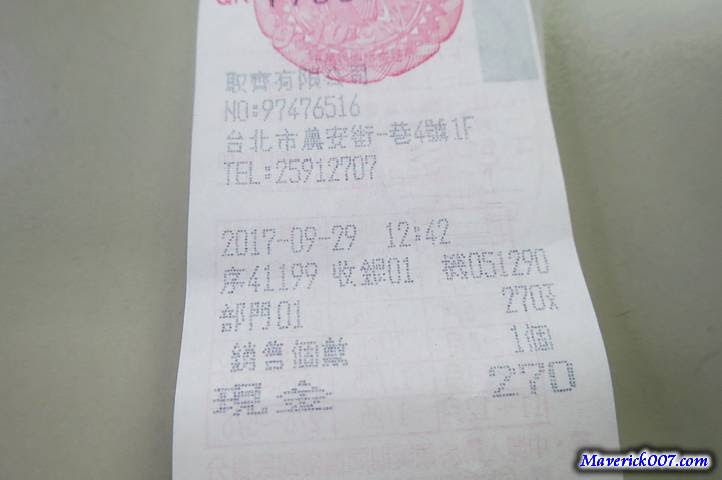 取齊有限公司
NO:97476516
台北市農安街一巷4號1F
TEL:25912707
2017-09-29 12:42
序41199 收銀01 機051290
部門01 270
銷售個數 1個
現金 270
Maverick007.com